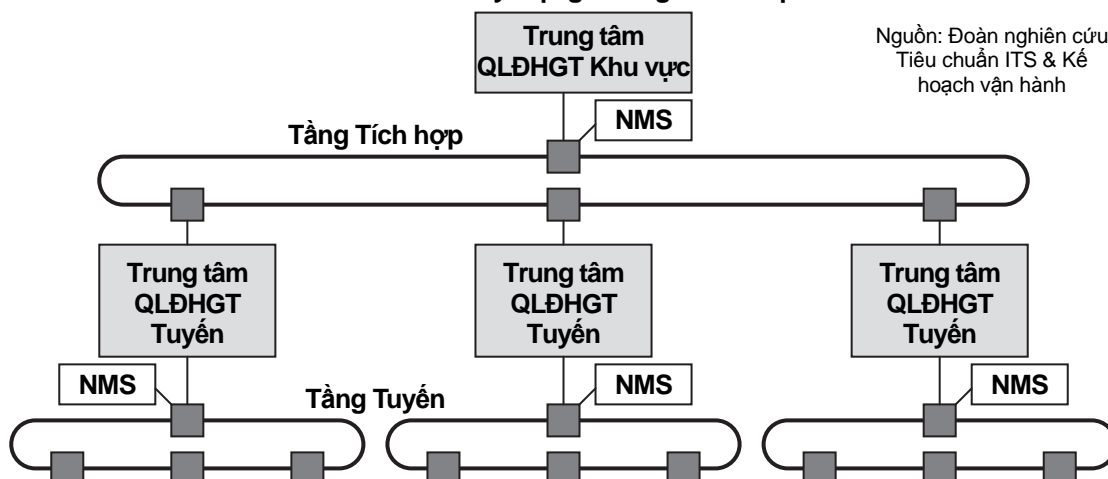 Trung tâm
QLĐHGT Khu vực
Nguồn: Đoàn nghiên cứu
Tiêu chuẩn ITS & Kế
hoạch vận hành
NMS
Tầng Tích hợp
Trung tâm
QLĐHGT
Tuyến
Trung tâm
QLĐHGT
Tuyến
Trung tâm
QLĐHGT
Tuyến
NMS
Tầng Tuyến
NMS
NMS